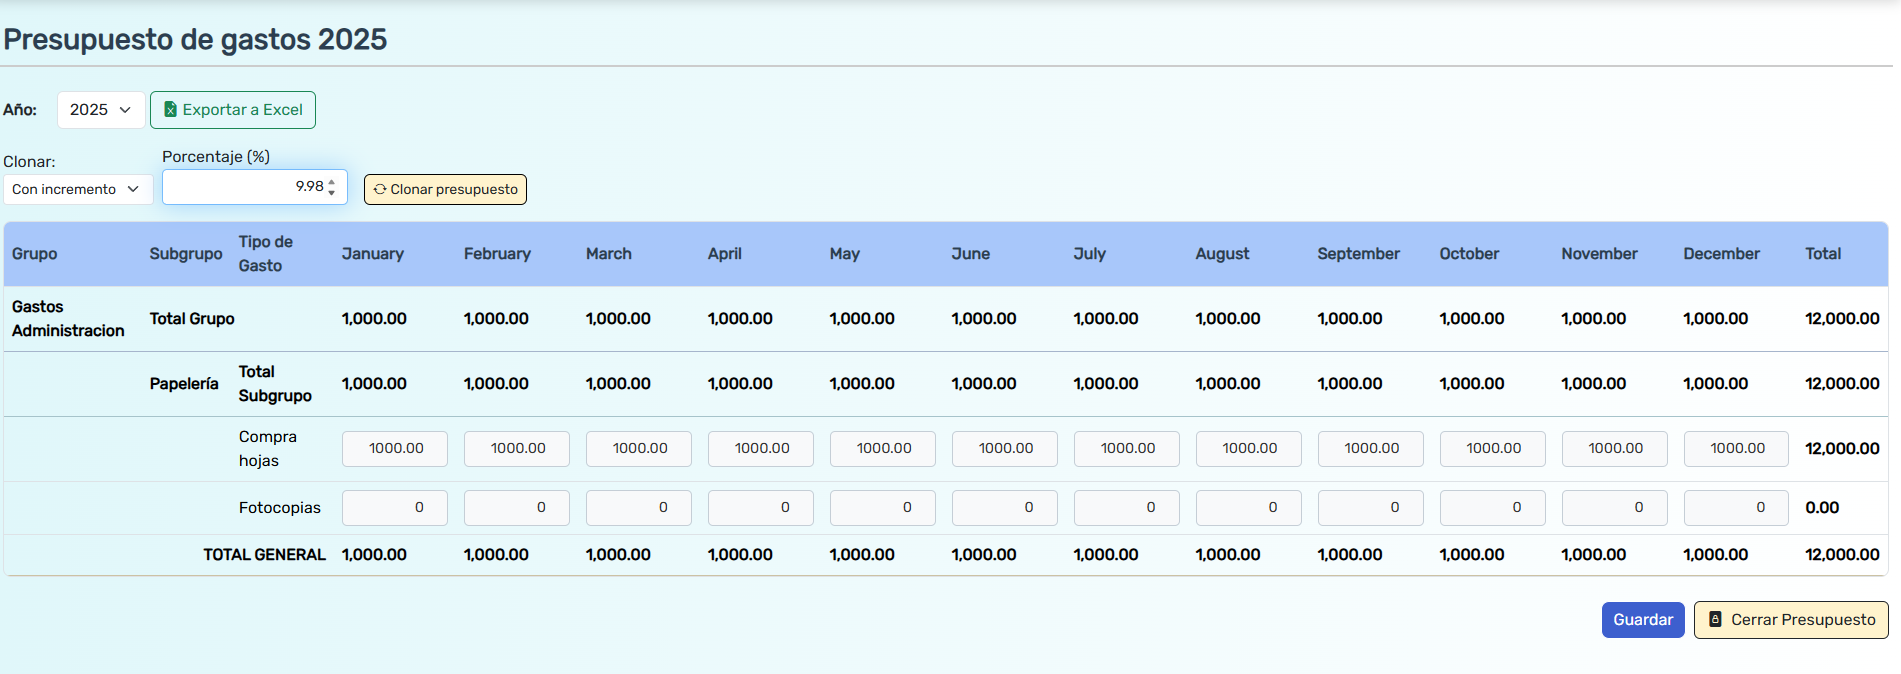 Presupuesto de gastos 2025
Año: 2025 Exportar a Excel
Clonar: Porcentaje (%)
Con incremento 9.98 Clonar presupuesto
Grupo Subgrupo Tipo de Gasto January February March April May June July August September October November December Total
Gastos Administracion Total Grupo 1,000.00 1,000.00 1,000.00 1,000.00 1,000.00 1,000.00 1,000.00 1,000.00 1,000.00 1,000.00 1,000.00 1,000.00 12,000.00
Papelería Total Subgrupo 1,000.00 1,000.00 1,000.00 1,000.00 1,000.00 1,000.00 1,000.00 1,000.00 1,000.00 1,000.00 1,000.00 1,000.00 12,000.00
Compra hojas 1000.00 1000.00 1000.00 1000.00 1000.00 1000.00 1000.00 1000.00 1000.00 1000.00 1000.00 1000.00 12,000.00
Fotocopias 0 0 0 0 0 0 0 0 0 0 0 0 0.00
TOTAL GENERAL 1,000.00 1,000.00 1,000.00 1,000.00 1,000.00 1,000.00 1,000.00 1,000.00 1,000.00 1,000.00 1,000.00 1,000.00 12,000.00
Guardar Cerrar Presupuesto